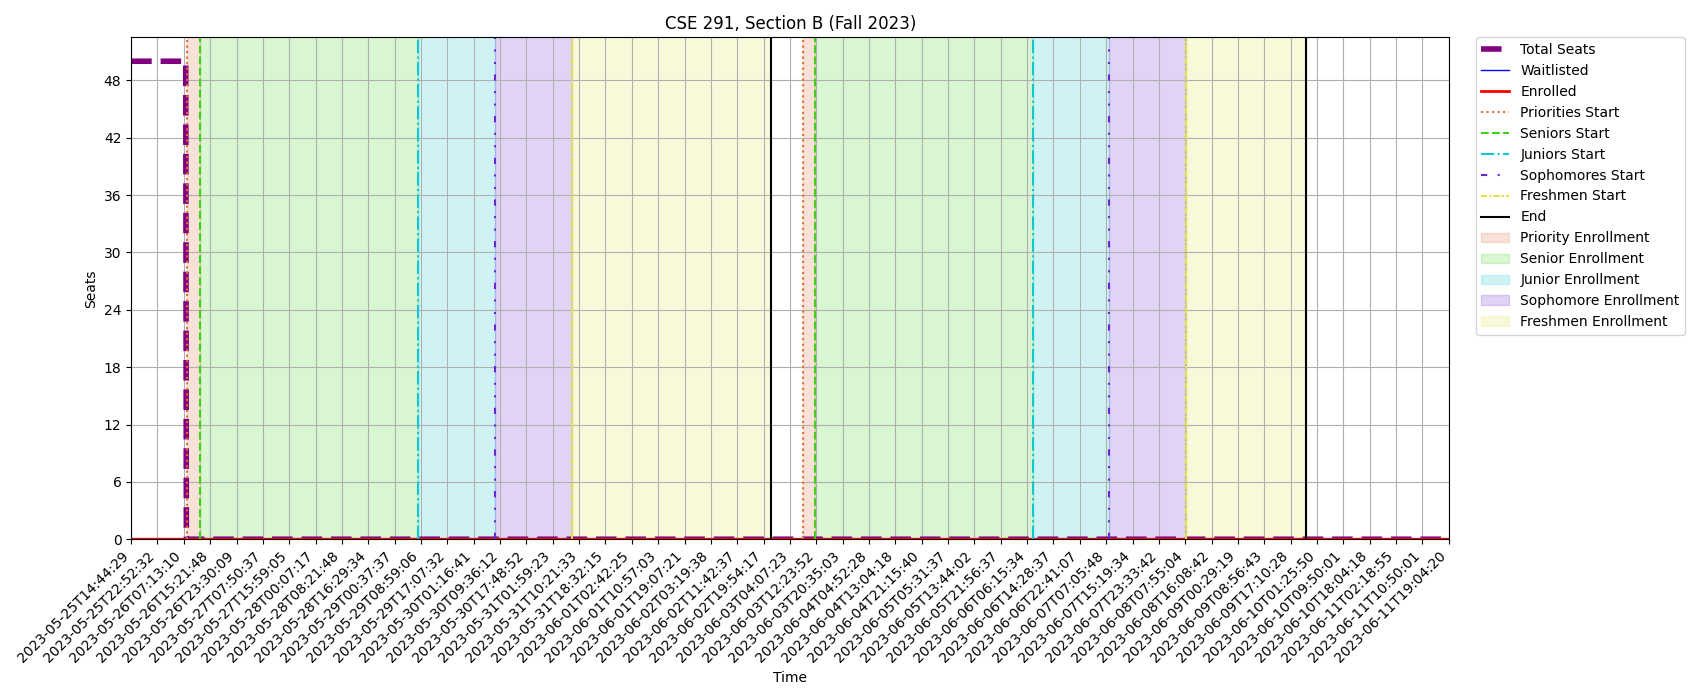 CSE 291, Section B (Fall 2023)
Seats
48
42
36
30
24
18
12
6
0
2023-05-25T14:44:29
2023-05-25T22:52:32
2023-05-26T07:13:10
2023-05-26T15:21:48
2023-05-26T23:30:09
2023-05-27T07:50:37
2023-05-27T15:59:05
2023-05-28T00:07:17
2023-05-28T08:21:48
2023-05-28T16:29:34
2023-05-29T00:37:37
2023-05-29T08:59:06
2023-05-29T17:07:32
2023-05-30T01:16:41
2023-05-30T09:36:12
2023-05-30T17:48:52
2023-05-31T01:59:23
2023-05-31T10:21:33
2023-05-31T18:32:15
2023-06-01T02:42:25
2023-06-01T10:57:03
2023-06-01T19:07:21
2023-06-02T03:19:38
2023-06-02T11:42:37
2023-06-02T19:54:17
2023-06-03T04:07:23
2023-06-03T12:23:52
2023-06-03T20:35:03
2023-06-04T04:52:28
2023-06-04T13:04:18
2023-06-04T21:15:40
2023-06-05T05:31:37
2023-06-05T13:44:02
2023-06-05T21:56:37
2023-06-06T06:15:34
2023-06-06T14:28:37
2023-06-06T22:41:07
2023-06-07T07:05:48
2023-06-07T15:19:34
2023-06-07T23:33:42
2023-06-08T07:55:04
2023-06-08T16:08:42
2023-06-09T00:29:19
2023-06-09T08:56:43
2023-06-09T17:10:28
2023-06-10T01:25:50
2023-06-10T09:50:01
2023-06-10T18:04:18
2023-06-11T02:18:55
2023-06-11T10:50:01
2023-06-11T19:04:20
Time
Total Seats
Waitlisted
Enrolled
Priorities Start
Seniors Start
Juniors Start
Sophomores Start
Freshmen Start
End
Priority Enrollment
Senior Enrollment
Junior Enrollment
Sophomore Enrollment
Freshmen Enrollment